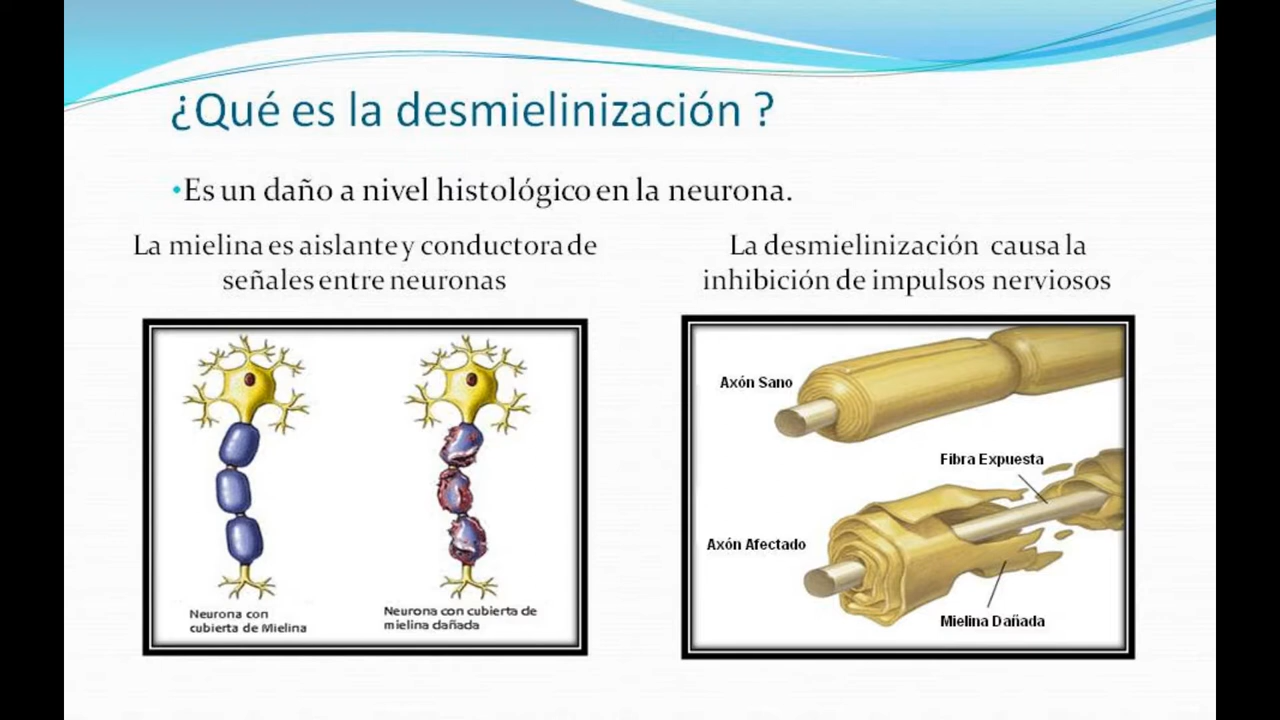 ¿Qué es la desmielinización ?
•Es un daño a nivel histológico en la neurona.
La mielina es aislante y conductora de
señales entre neuronas
La desmielinización causa la
inhibición de impulsos nerviosos
Neurona con
cubierta de Mielina
Neurona con cubierta de
mielina dañada
Axón Sano
Fibra Expuesta
Axón Afectado
Mielina Dañada